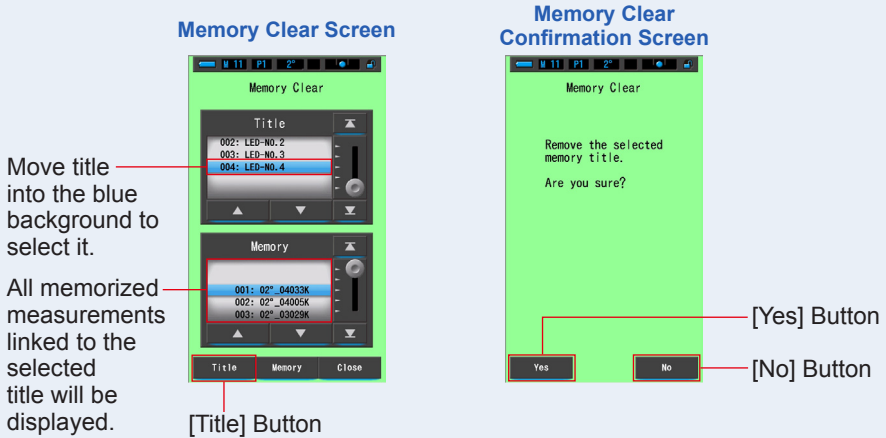 Memory Clear Screen
Memory Clear
Confirmation Screen
M 11 P1 2°
Memory Clear
Title
002: LED-NO.2
003: LED-NO.3
004: LED-NO.4
Memory
001: 02°_04033K
002: 02°_04005K
003: 02°_03029K
Title Memory Close
Move title
into the blue
background to
select it.
All memorized
measurements
linked to the
selected
title will be
displayed.
[Title] Button
M 11 P1 2°
Memory Clear
Remove the selected
memory title.
Are you sure?
Yes No
[Yes] Button
[No] Button